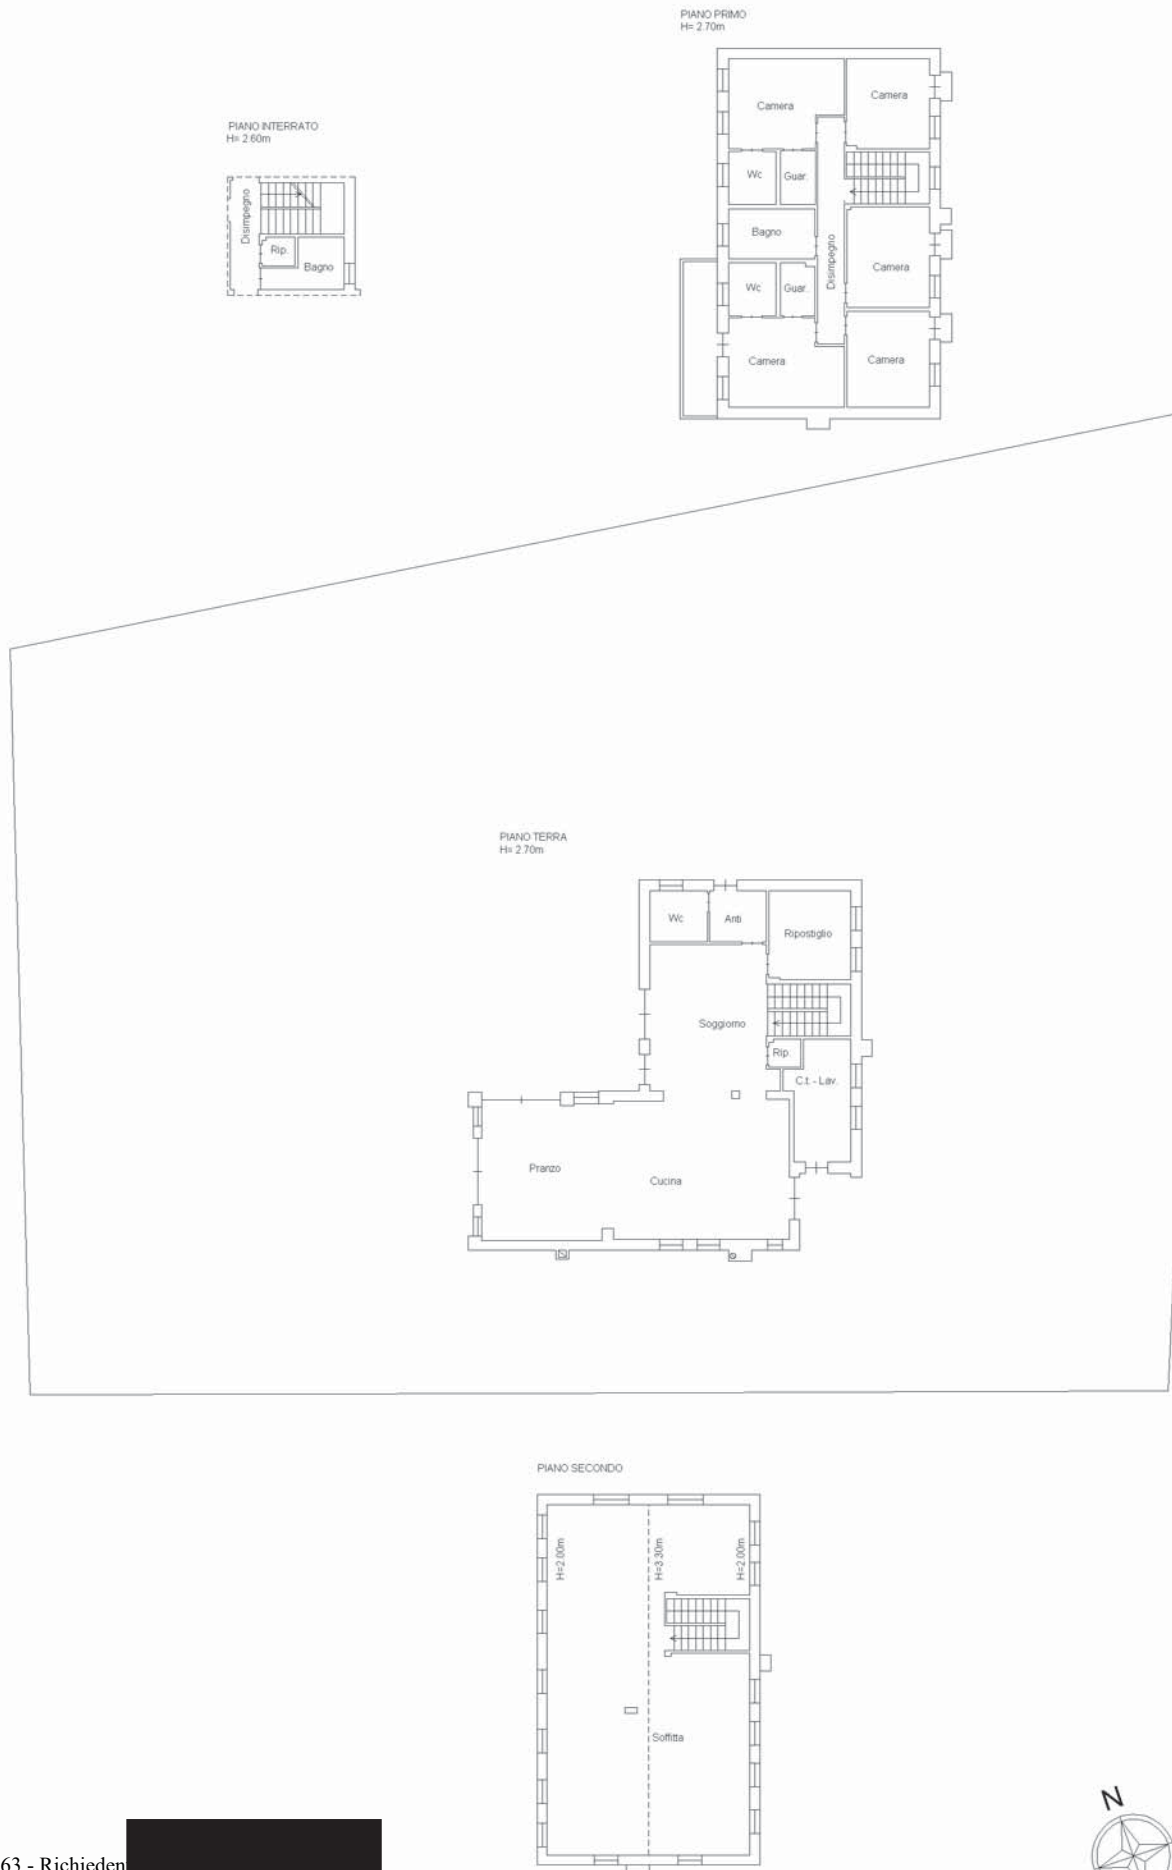 PIANO PRIMO
H= 2.70m
Camera
Camera
Wc
Guar.
Bagno
Disimpegno
Camera
Wc
Guar.
Camera
Camera
PIANO INTERRATO
H= 2.60m
Disimpegno
Rip.
Bagno
PIANO TERRA
H= 2.70m
Wc
Anti
Ripostiglio
Soggiorno
Rip.
C.t.- Lav.
Pranzo
Cucina
PIANO SECONDO
H=2.00m
H=3.30m
H=2.00m
Soffitta
N
63 - Richieden